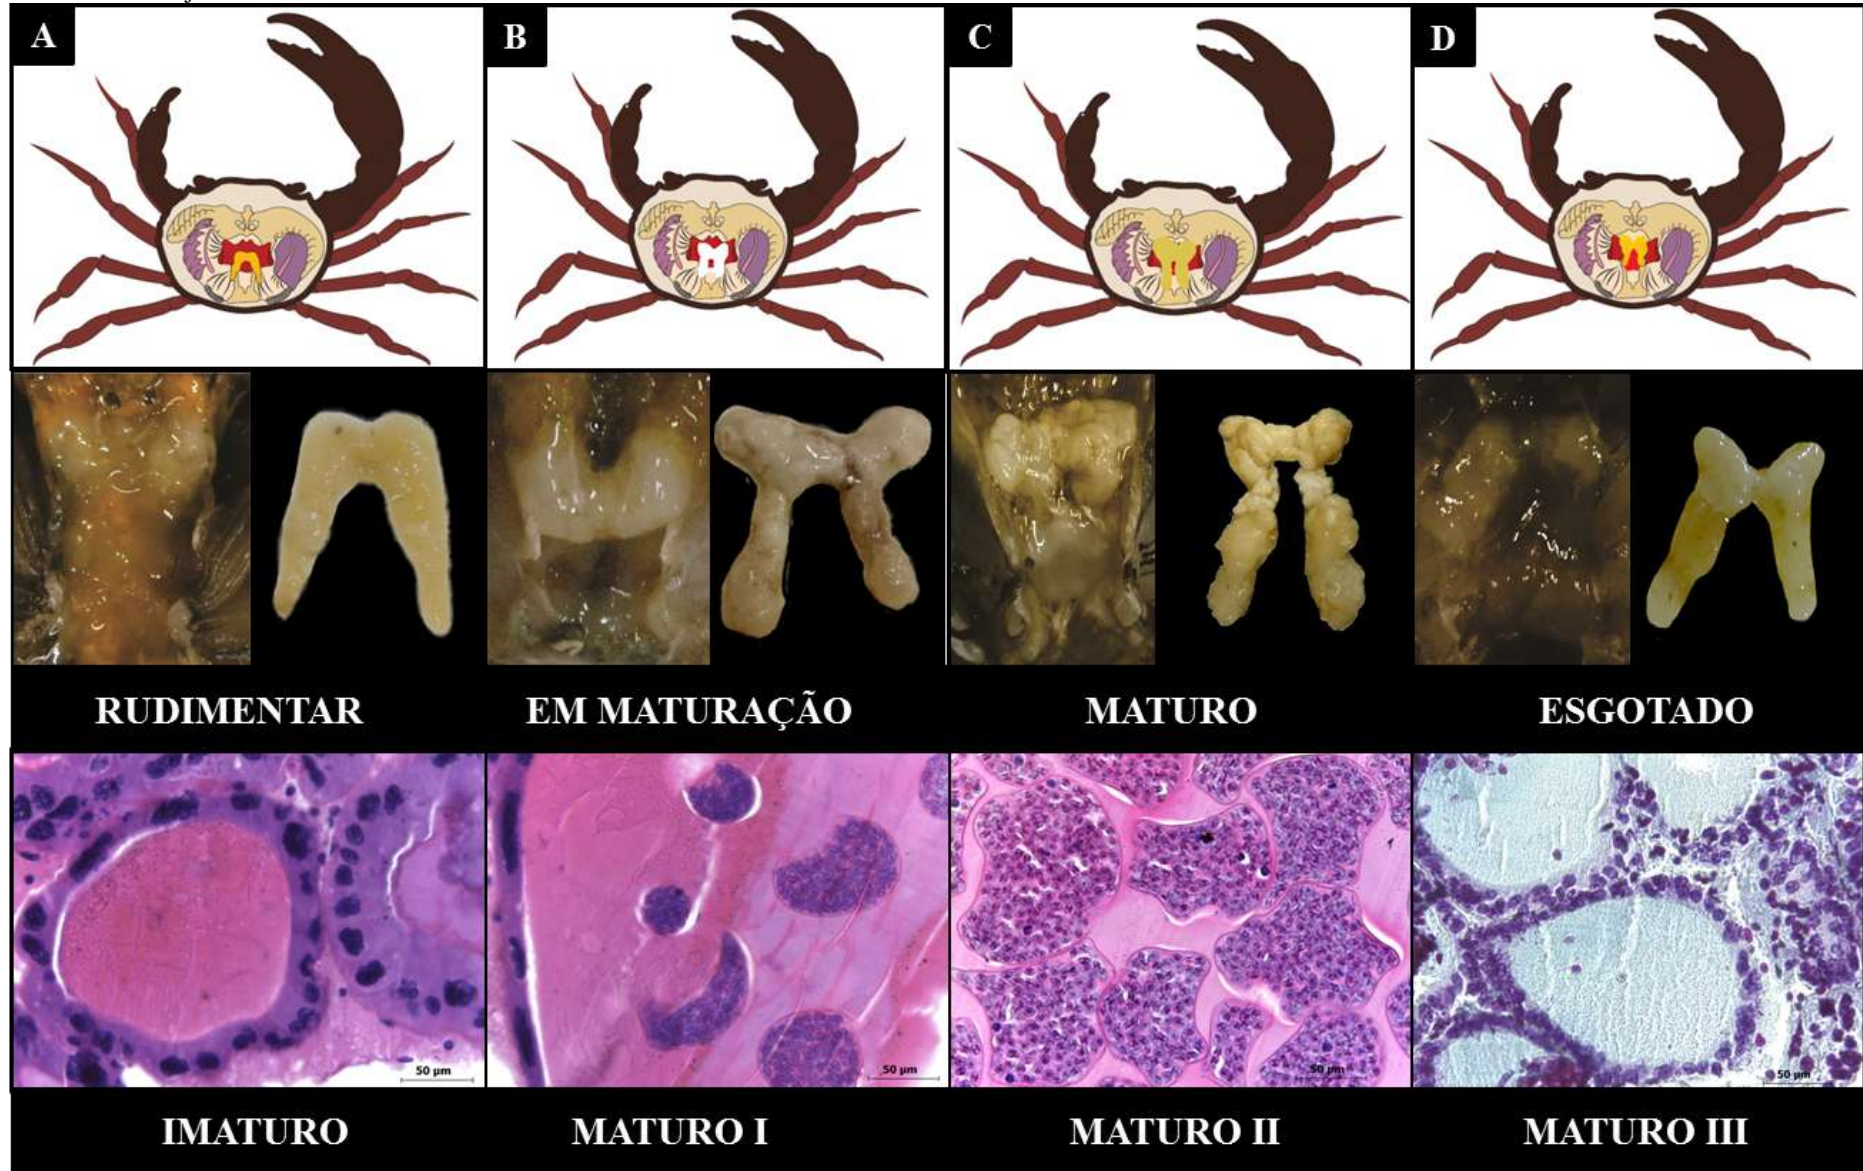 A
B
C
D
RUDIMENTAR
EM MATURAÇÃO
MATURO
ESGOTADO
50 µm
50 µm
50 µm
50 µm
IMATURO
MATURO I
MATURO II
MATURO III